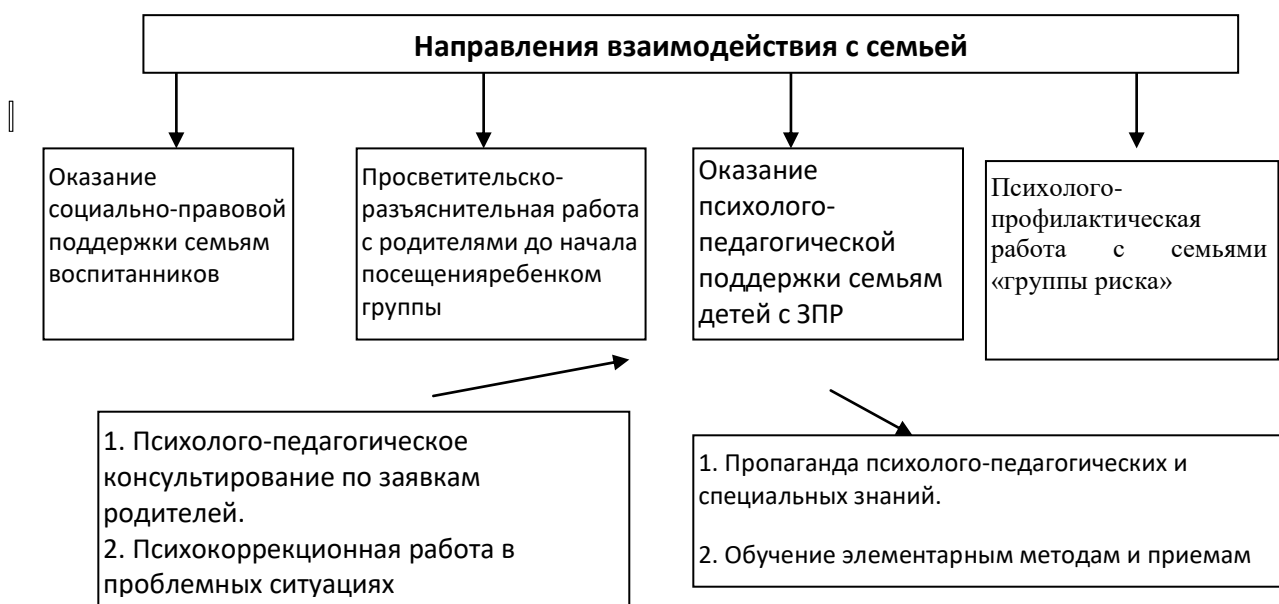 Направления взаимодействия с семьей
Оказание
социально-правовой
поддержки семьям
воспитанников
Просветительско-
разъяснительная работа
с родителями до начала
посещенияребенком
группы
Оказание
психолого-
педагогической
поддержки семьям
детей с ЗПР
Психолого-
профилактическая
работа с семьями
«группы риска»
1. Психолого-педагогическое
консультирование по заявкам
родителей.
2. Психокоррекционная работа в
проблемных ситуациях
1. Пропаганда психолого-педагогических и
специальных знаний.
2. Обучение элементарным методам и приемам